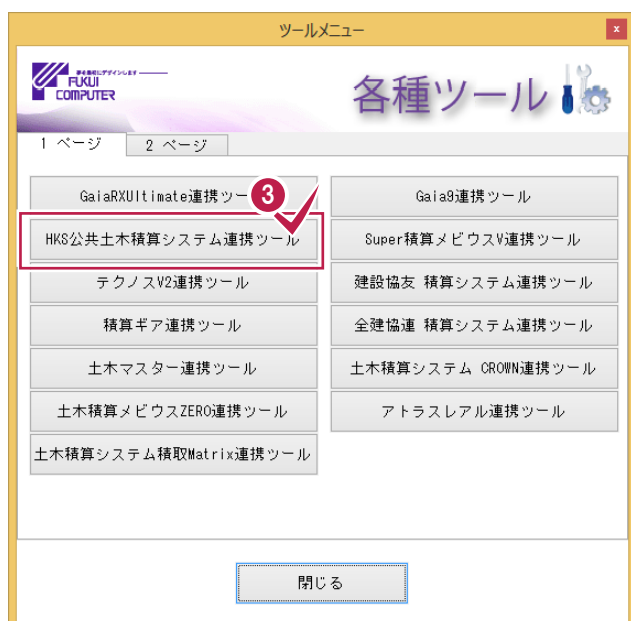 ツールメニュー
x
夢を最初にデザインします
FUKUI
COMPUTER
各種ツール
1 ページ
2 ページ
GaiaRXUltimate連携ツー
3
Gaia9連携ツール
HKS公共土木積算システム連携ツール
Super積算メビウスV連携ツール
テクノスV2連携ツール
建設協友 積算システム連携ツール
積算ギア連携ツール
全建協連 積算システム連携ツール
土木マスター連携ツール
土木積算システム CROWN連携ツール
土木積算メビウスZERO連携ツール
アトラスレアル連携ツール
土木積算システム積取Matrix連携ツール
閉じる